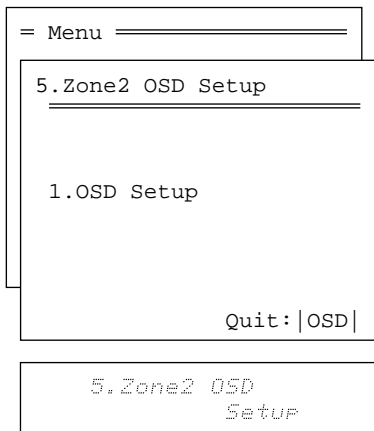 = Menu
5.Zone2 OSD Setup
1.OSD Setup
Quit:|OSD|
5.Zone2 OSD
Setup